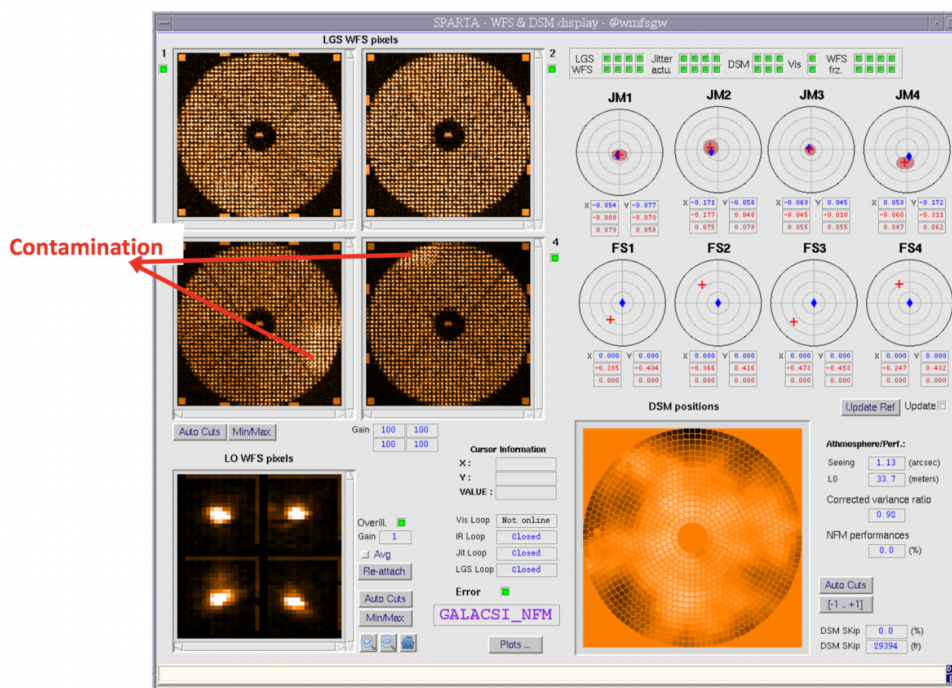 SPARTA - WFS & DSM display - @wmfsgw
LGS WFS pixels
1
2
4
Contamination
LGS WFS Jitter actu. DSM Vis WFS frz.
JM1 JM2 JM3 JM4
X -0.054 Y -0.077 X -0.171 Y -0.058 X -0.063 Y 0.045 X 0.053 Y -0.172
-0.008 -0.073 -0.177 0.048 -0.045 -0.010 -0.060 -0.311
0.079 0.058 0.075 0.078 0.055 0.055 0.087 0.062
FS1 FS2 FS3 FS4
X 0.000 Y 0.000 X 0.000 Y 0.000 X 0.000 Y 0.000 X 0.000 Y 0.000
-0.285 -0.404 -0.366 0.416 -0.473 -0.453 -0.247 0.432
0.000 0.000 0.000 0.000 0.000 0.000 0.000 0.000
Auto Cuts Min/Max
Gain 100 100
100 100
LO WFS pixels
Cursor Information
X :
Y :
VALUE :
Overill.
Gain 1
Avg
Re-attach
Auto Cuts
Min/Max
Vis Loop Not online
IR Loop Closed
Jit Loop Closed
LGS Loop Closed
Error
GALACSI_NFM
Plots ...
DSM positions
Update Ref Update
Athmosphere/Perf.:
Seeing 1.13 (arcsec)
L0 33.7 (meters)
Corrected variance ratio
0.92
NFM performances
0.0 (%)
Auto Cuts
[-1 .. +1]
DSM SKip 0.0 (%)
DSM SKip 29394 (fr)